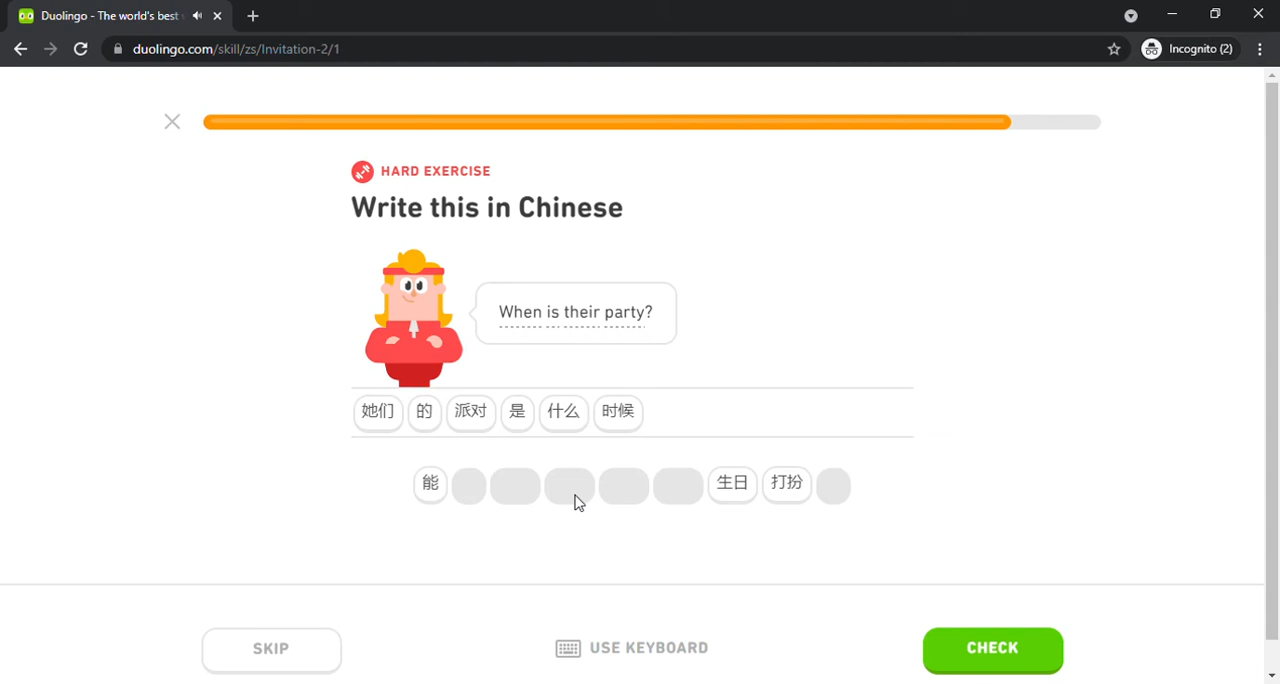 Duolingo - The world's best
duolingo.com/skill/zs/Invitation-2/1
Incognito (2)
HARD EXERCISE
Write this in Chinese
When is their party?
她们 的 派对 是 什么 时候
能 生日 打扮
SKIP
USE KEYBOARD
CHECK